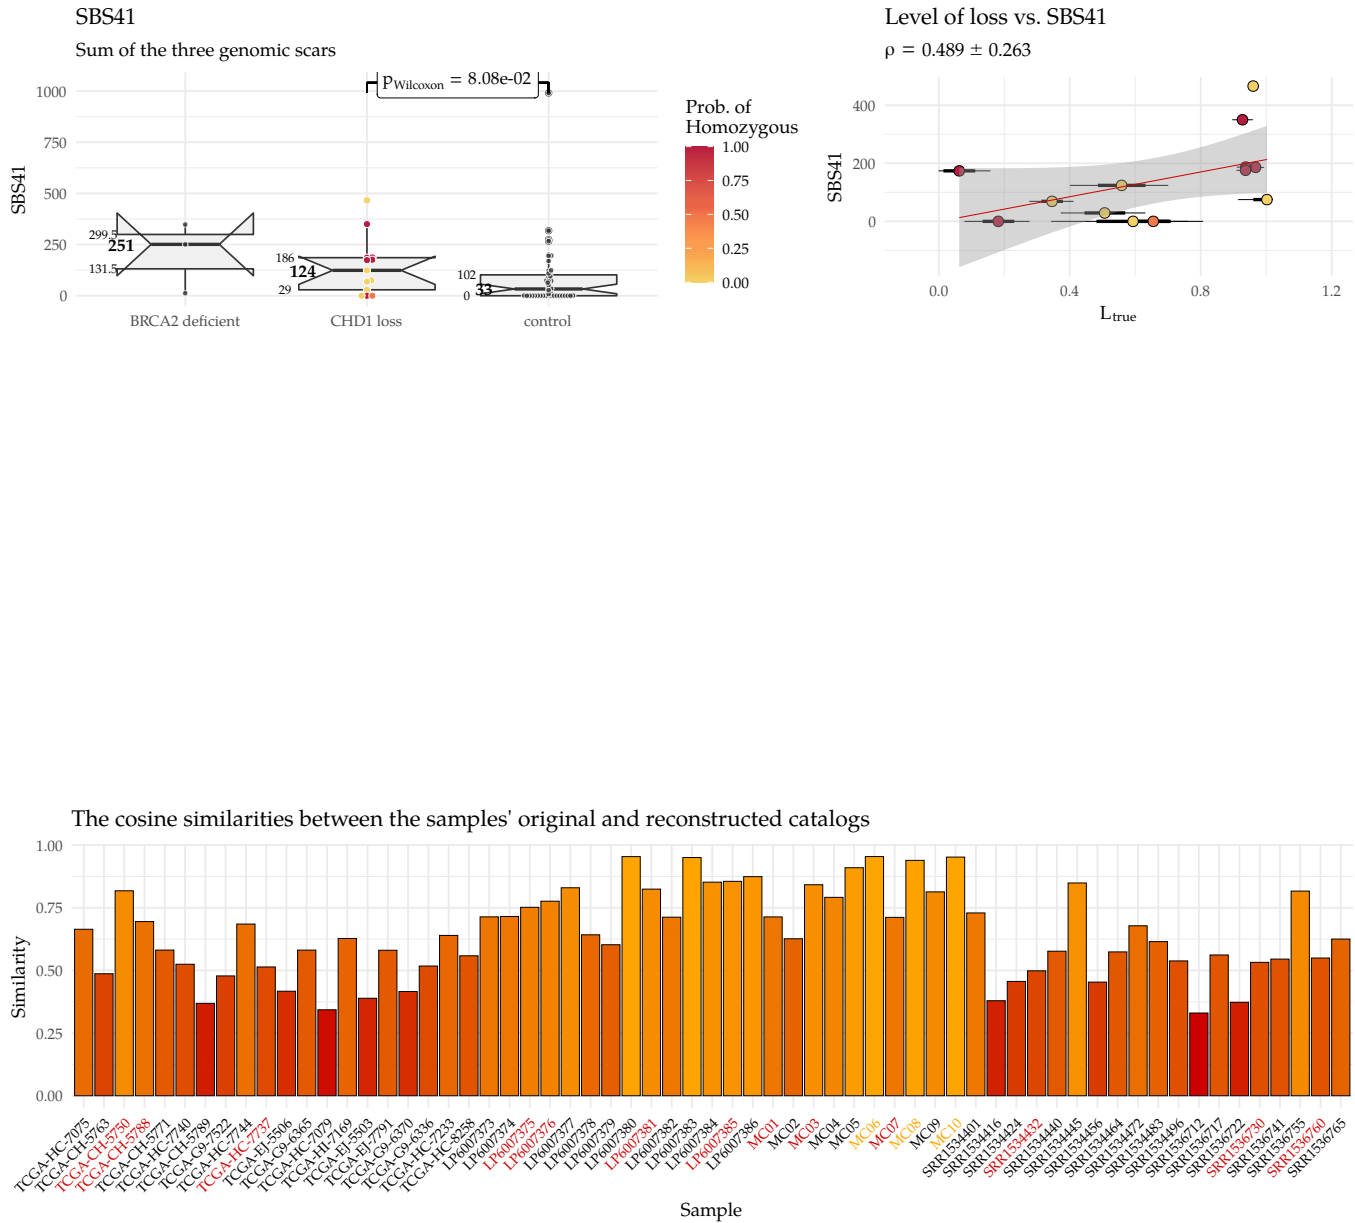 SBS41
Sum of the three genomic scars
pWilcoxon = 8.08e-02
1000
750
500
250
0
SBS41
299.5
251
131.5
186
124
29
102
33
0
BRCA2 deficient
CHD1 loss
control
Prob. of
Homozygous
1.00
0.75
0.50
0.25
0.00
Level of loss vs. SBS41
ρ = 0.489 ± 0.263
400
200
0
SBS41
0.0
0.4
0.8
1.2
Ltrue
The cosine similarities between the samples' original and reconstructed catalogs
1.00
0.75
0.50
0.25
0.00
Similarity
TCGA-HC-7075
TCGA-CH-5763
TCGA-CH-5750
TCGA-CH-5788
TCGA-CH-5771
TCGA-HC-7740
TCGA-CH-5789
TCGA-G9-7522
TCGA-HC-7744
TCGA-HC-7737
TCGA-EJ-5506
TCGA-G9-6365
TCGA-HC-7079
TCGA-HI-7169
TCGA-EJ-5503
TCGA-EJ-7791
TCGA-G9-6370
TCGA-G9-6336
TCGA-HC-7233
TCGA-HC-8258
LP6007373
LP6007374
LP6007375
LP6007376
LP6007377
LP6007378
LP6007379
LP6007380
LP6007381
LP6007382
LP6007383
LP6007384
LP6007385
LP6007386
MC01
MC02
MC03
MC04
MC05
MC06
MC07
MC08
MC09
MC10
SRR1534401
SRR1534416
SRR1534424
SRR1534432
SRR1534440
SRR1534445
SRR1534456
SRR1534464
SRR1534472
SRR1534483
SRR1534496
SRR1536712
SRR1536717
SRR1536722
SRR1536730
SRR1536741
SRR1536755
SRR1536760
SRR1536765
Sample